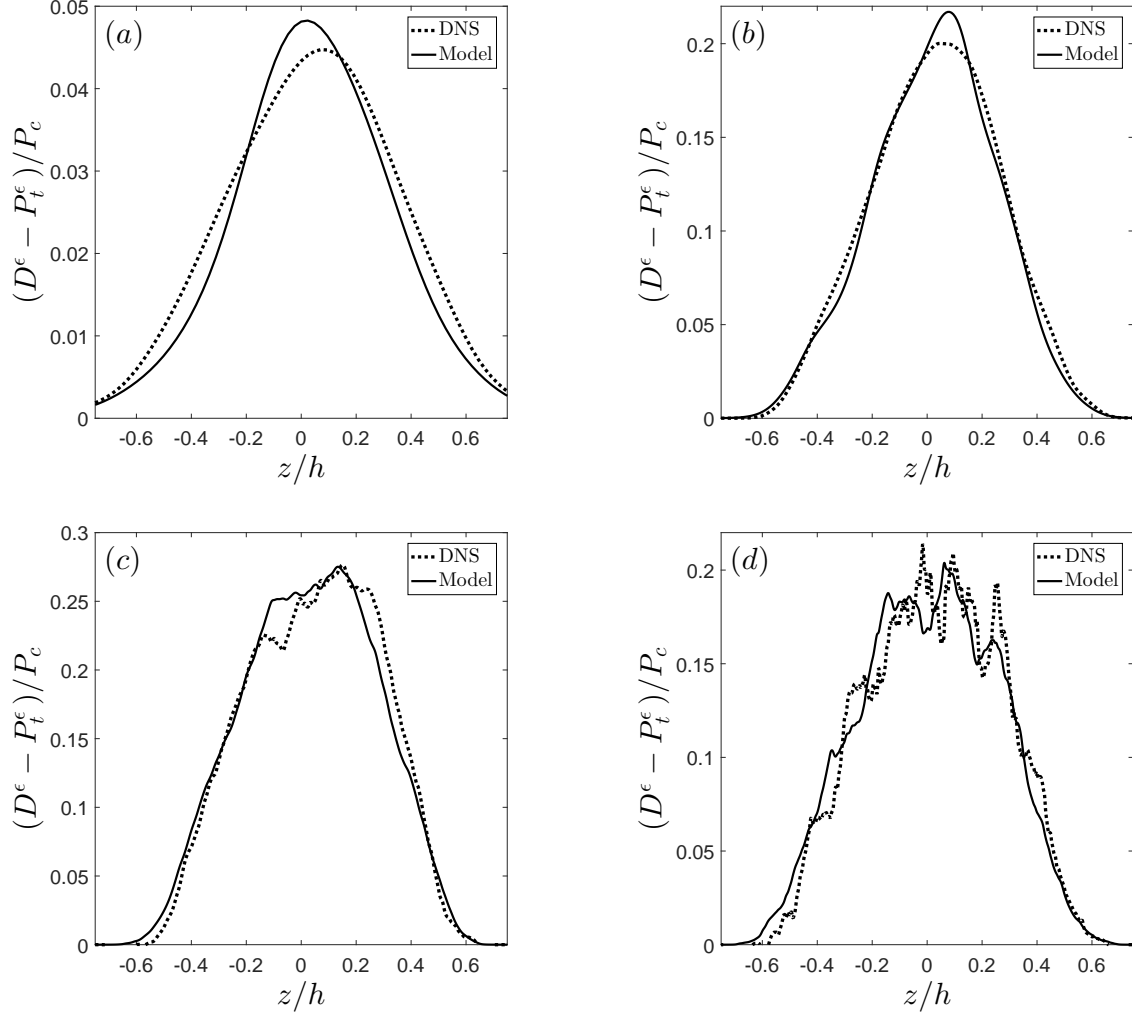 (a)
DNS
Model
(D^ϵ − P_t^ϵ)/P_c
0.05
0.04
0.03
0.02
0.01
0
-0.6 -0.4 -0.2 0 0.2 0.4 0.6
z/h
(b)
DNS
Model
(D^ϵ − P_t^ϵ)/P_c
0.2
0.15
0.1
0.05
0
-0.6 -0.4 -0.2 0 0.2 0.4 0.6
z/h
(c)
DNS
Model
(D^ϵ − P_t^ϵ)/P_c
0.3
0.25
0.2
0.15
0.1
0.05
0
-0.6 -0.4 -0.2 0 0.2 0.4 0.6
z/h
(d)
DNS
Model
(D^ϵ − P_t^ϵ)/P_c
0.2
0.15
0.1
0.05
0
-0.6 -0.4 -0.2 0 0.2 0.4 0.6
z/h